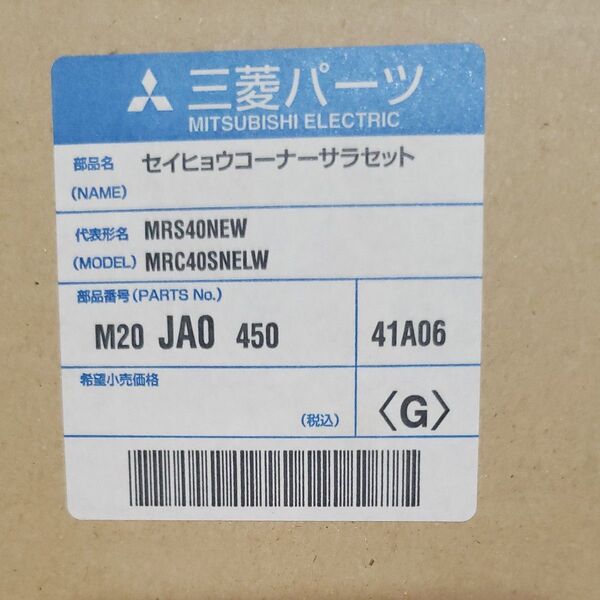 三菱パーツ
MITSUBISHI ELECTRIC
部品名 セイヒョウコーナーサラセット
(NAME)
代表形名 MRS40NEW
(MODEL) MRC40SNELW
部品番号(PARTS No.)
M20 JA0 450 41A06
希望小売価格
(税込) 〈G〉